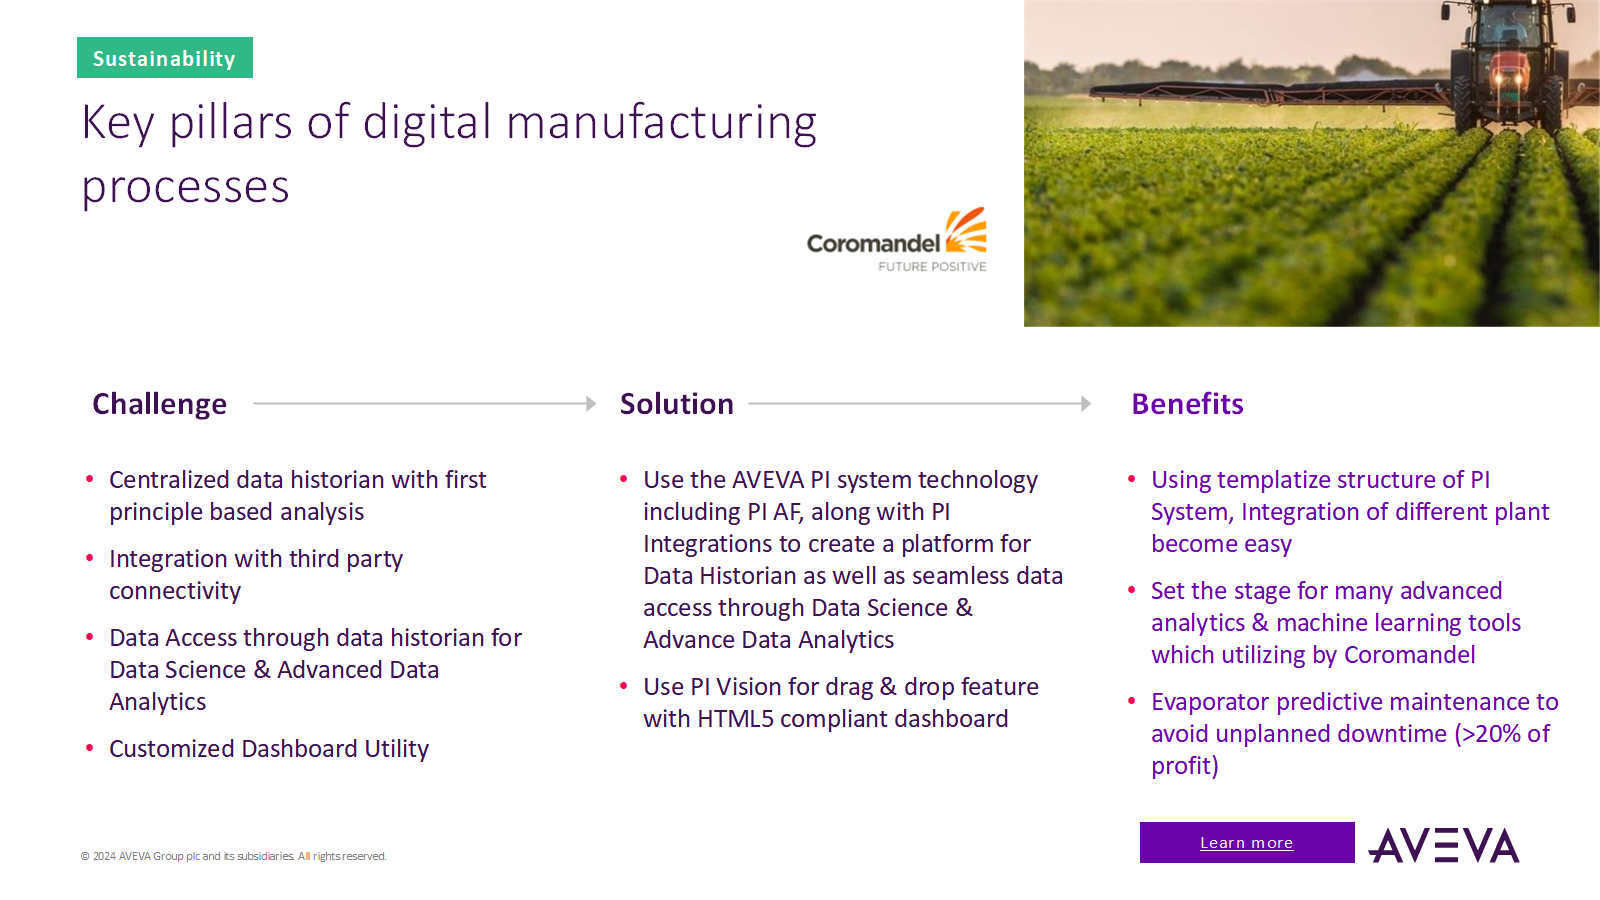 Sustainability
Key pillars of digital manufacturing
processes
Coromandel
FUTURE POSITIVE
Challenge
Centralized data historian with first
principle based analysis
Integration with third party
connectivity
Data Access through data historian for
Data Science & Advanced Data
Analytics
Customized Dashboard Utility
Solution
Use the AVEVA PI system technology
including PI AF, along with PI
Integrations to create a platform for
Data Historian as well as seamless data
access through Data Science &
Advance Data Analytics
Use PI Vision for drag & drop feature
with HTML5 compliant dashboard
Benefits
Using templatize structure of PI
System, Integration of different plant
become easy
Set the stage for many advanced
analytics & machine learning tools
which utilizing by Coromandel
Evaporator predictive maintenance to
avoid unplanned downtime (>20% of
profit)
Learn more
AVEVA
© 2024 AVEVA Group plc and its subsidiaries. All rights reserved.